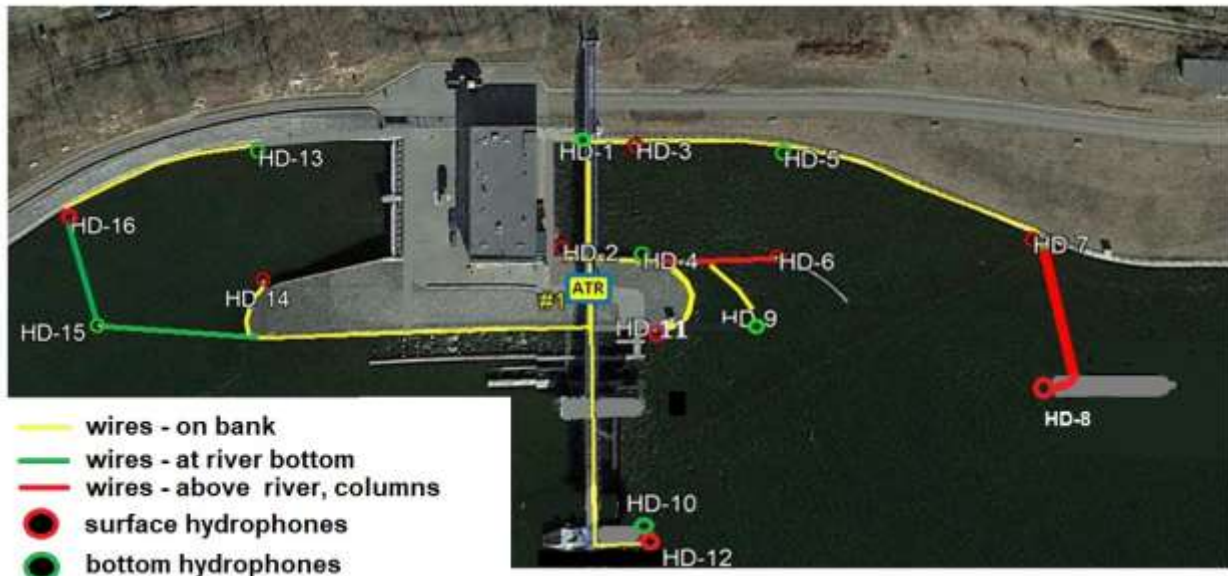 HD-13
HD-1
HD-3
HD-5
HD-16
HD-2
HD-4
HD-6
HD-7
HD-14
#1
ATR
HD-15
HD-11
HD-9
HD-8
wires - on bank
wires - at river bottom
wires - above river, columns
surface hydrophones
bottom hydrophones
HD-10
HD-12